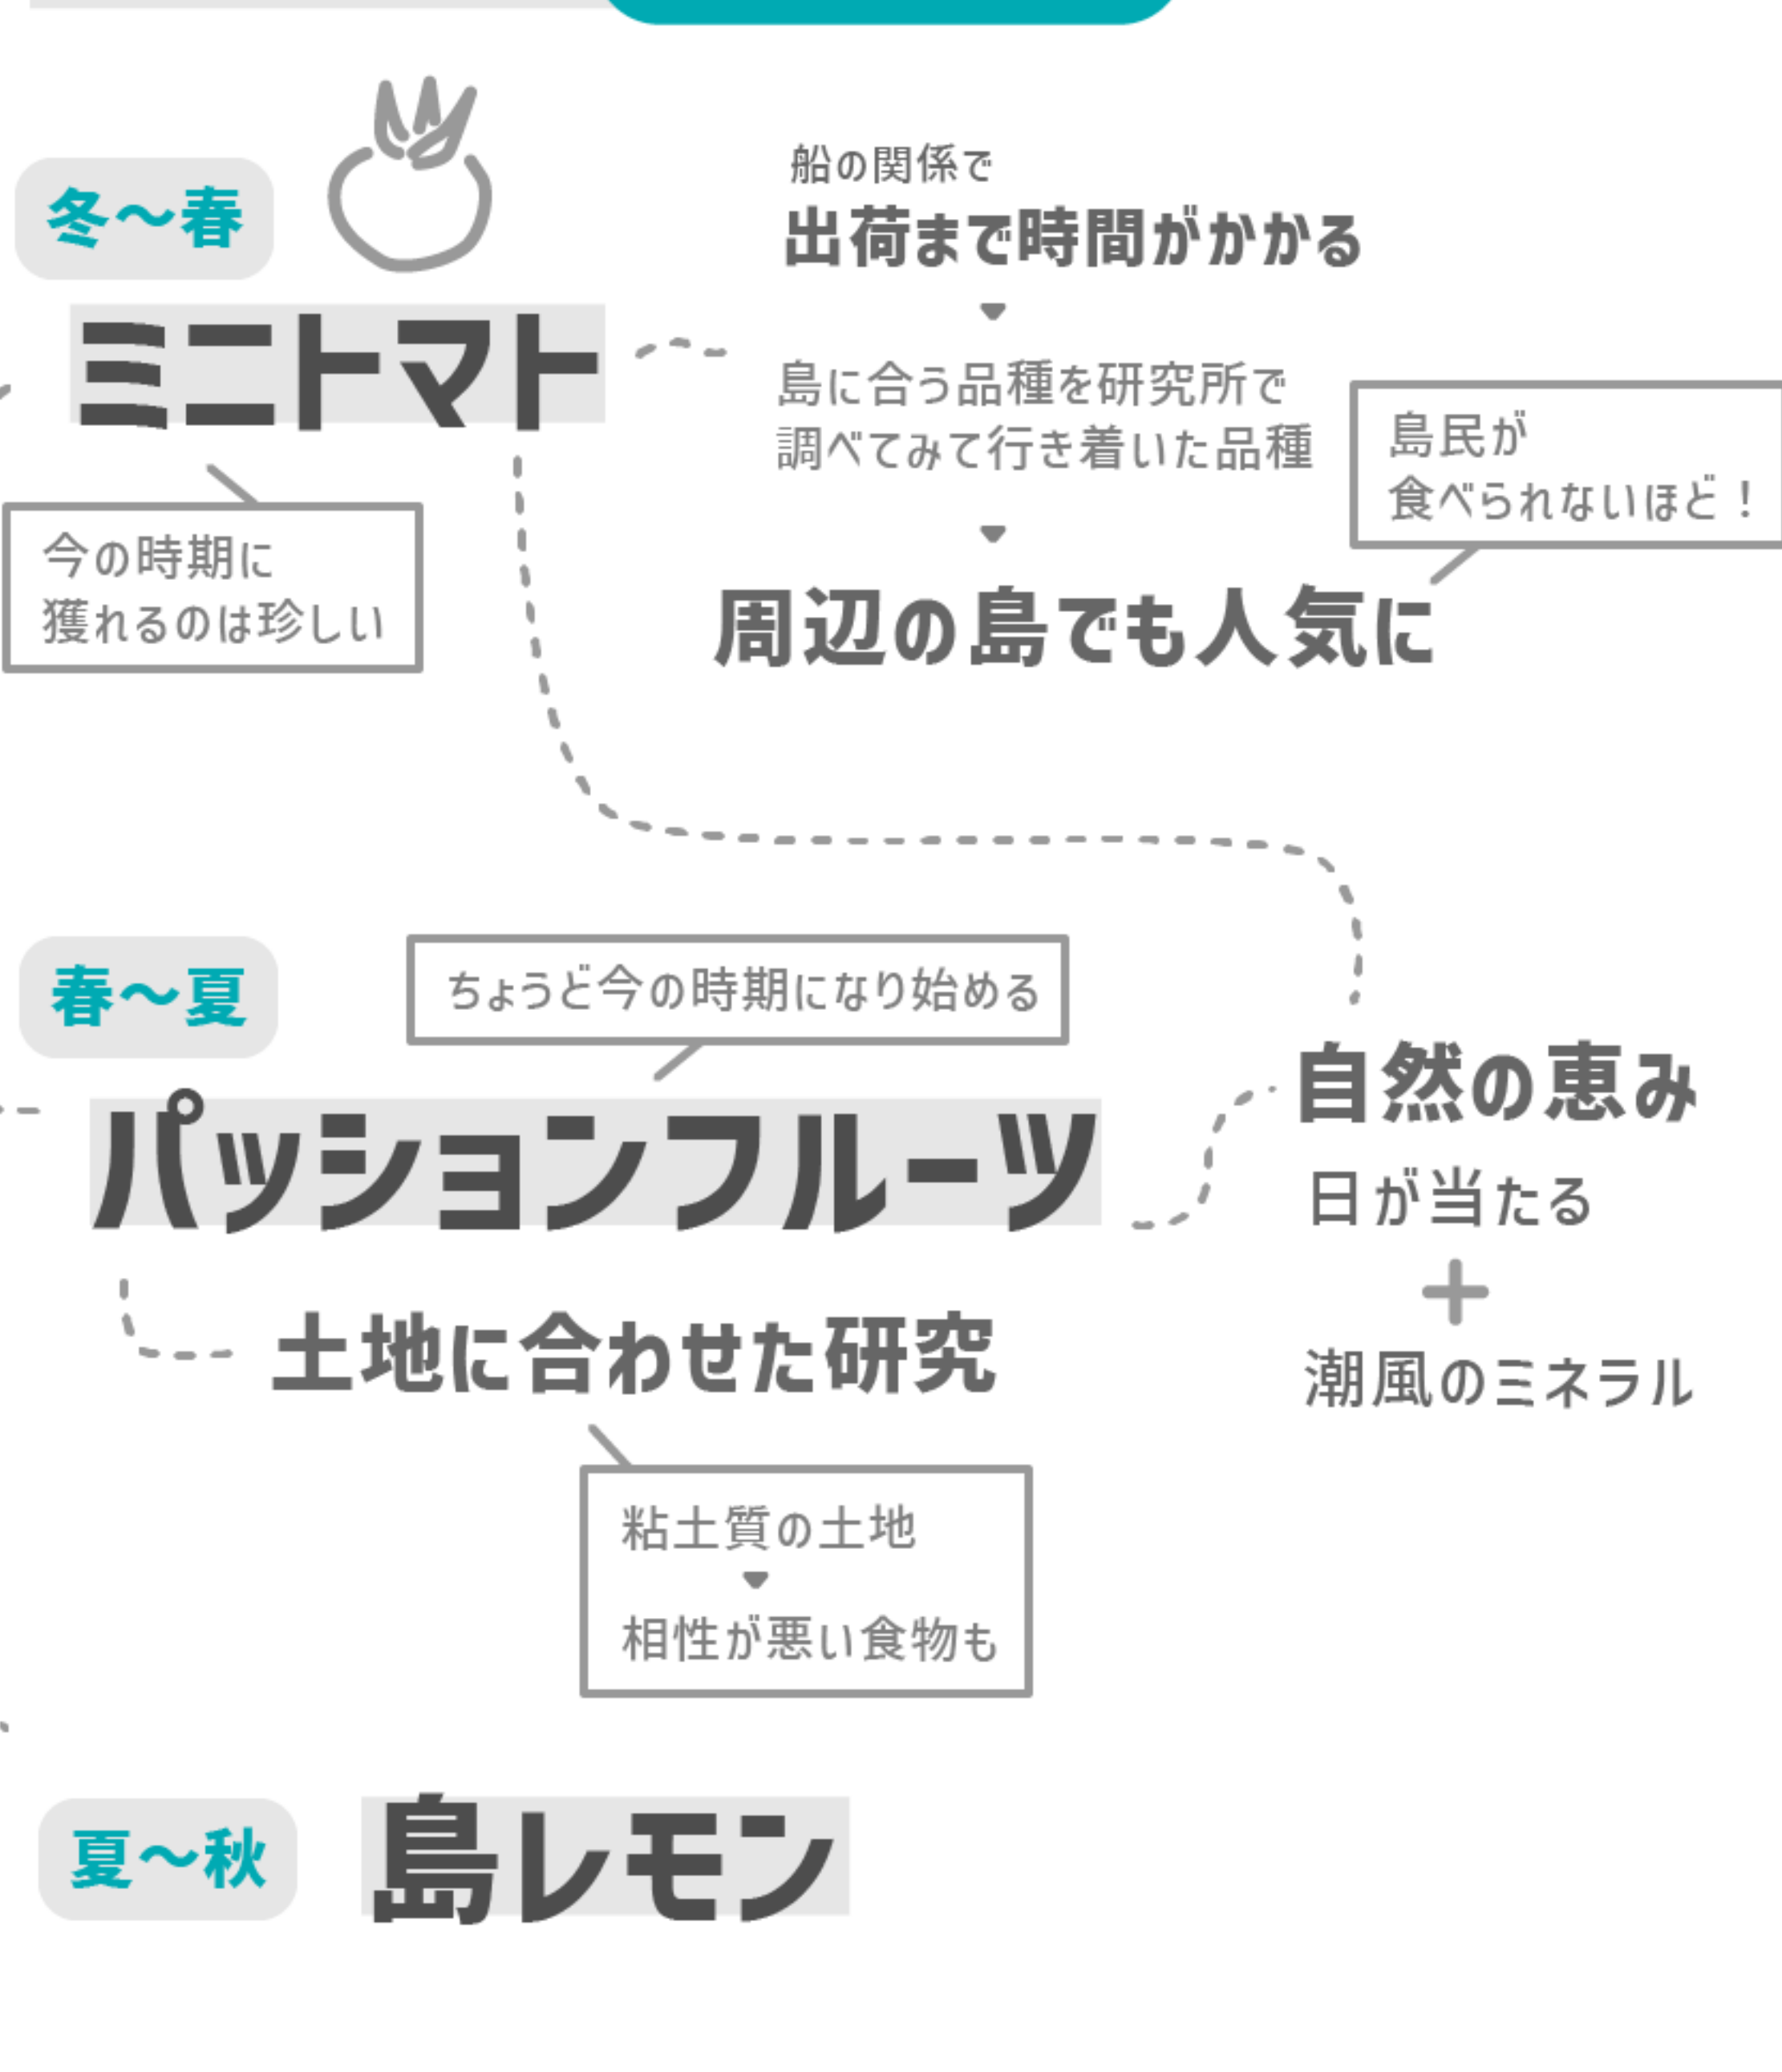 冬〜春
ミニトマト
今の時期に
獲れるのは珍しい
船の関係で
出荷まで時間がかかる
島に合う品種を研究所で
調べてみて行き着いた品種
島民が
食べられないほど！
周辺の島でも人気に
春〜夏
ちょうど今の時期になり始める
パッションフルーツ
自然の恵み
日が当たる
+
潮風のミネラル
土地に合わせた研究
粘土質の土地
相性が悪い食物も
夏〜秋
島レモン